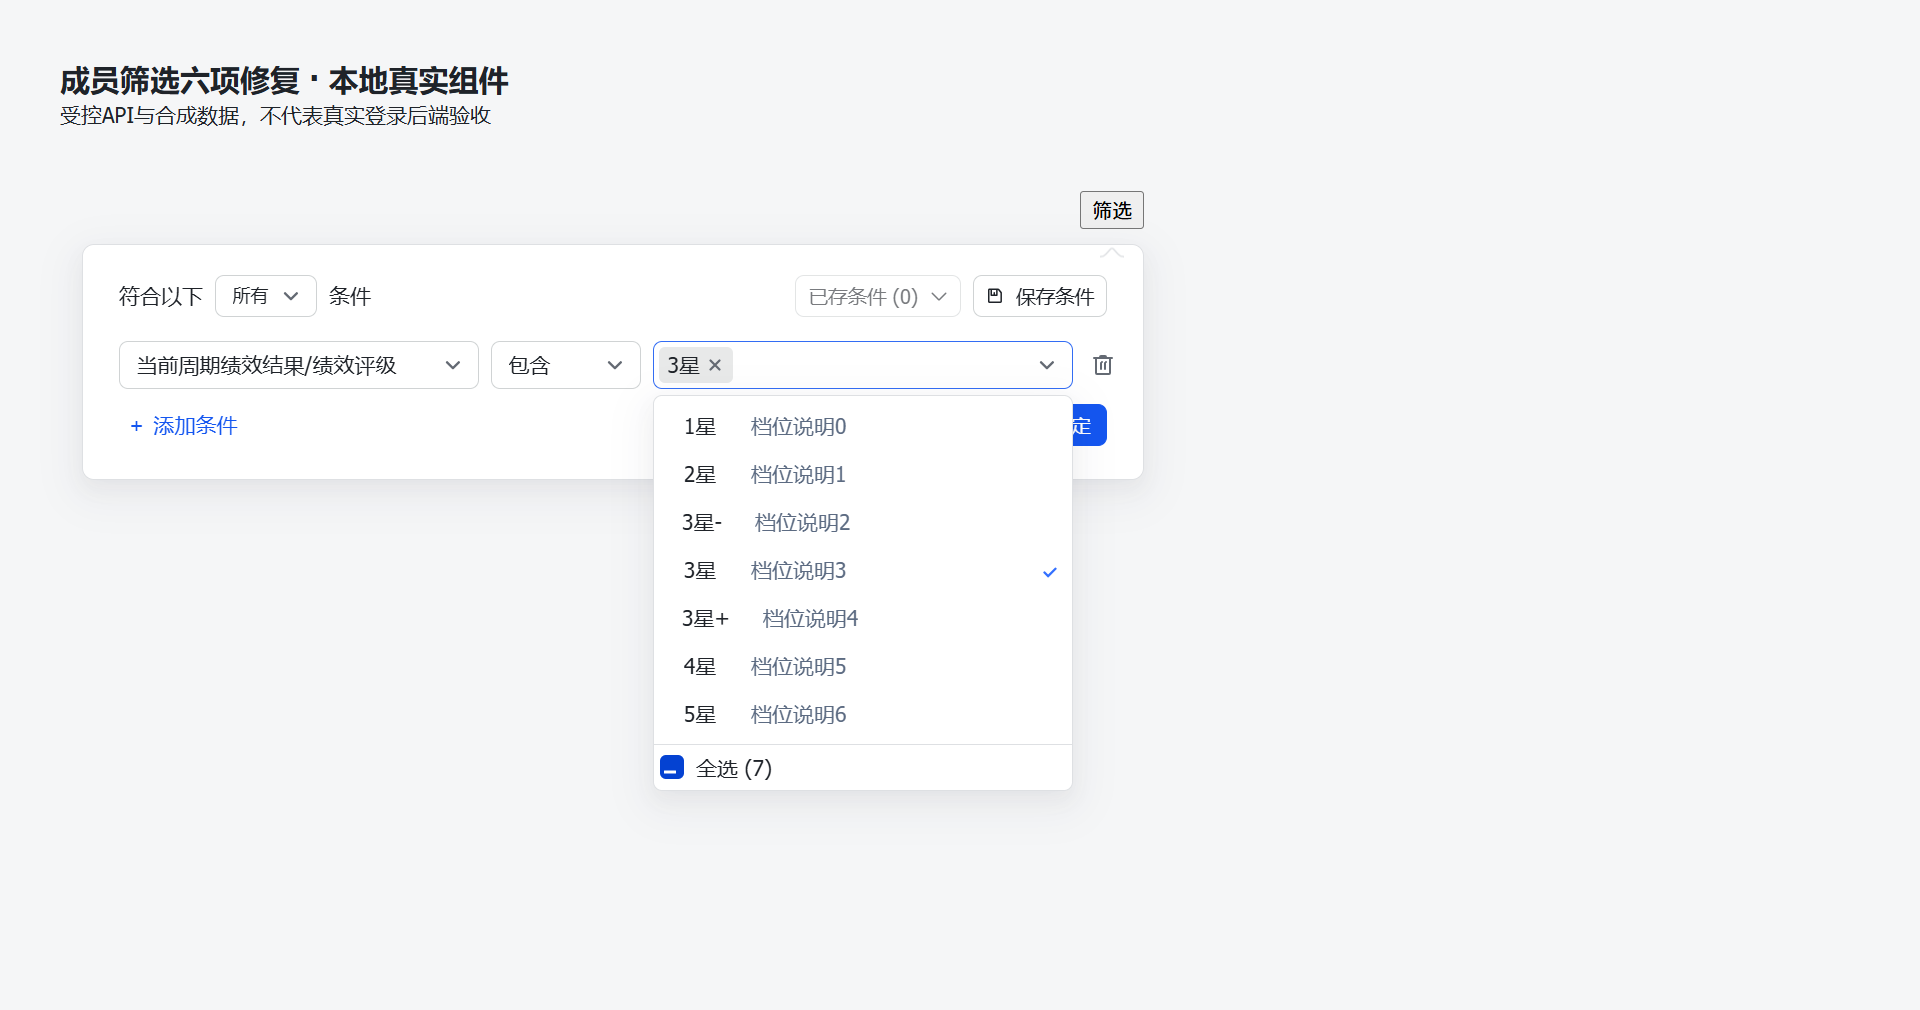 成员筛选六项修复 · 本地真实组件
受控API与合成数据，不代表真实登录后端验收
筛选
符合以下 所有 条件 已存条件 (0) 保存条件
当前周期绩效结果/绩效评级 包含 3星
+ 添加条件 定
1星 档位说明0
2星 档位说明1
3星- 档位说明2
3星 档位说明3
3星+ 档位说明4
4星 档位说明5
5星 档位说明6
全选 (7)